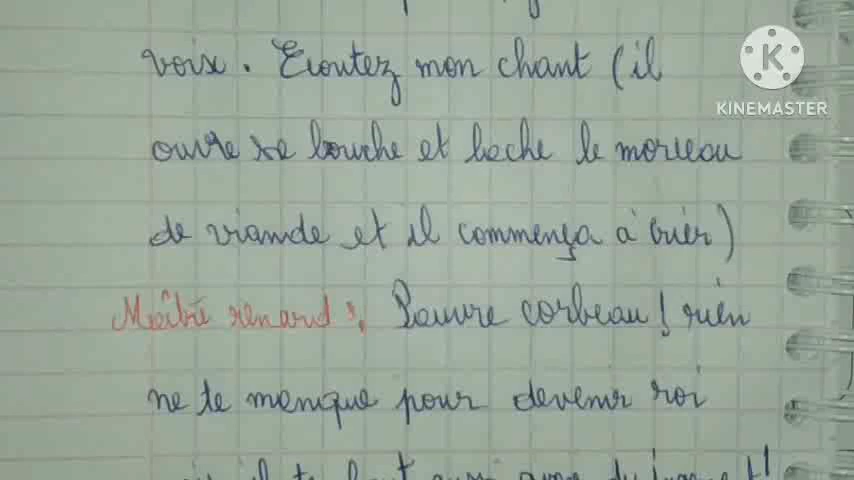 voix. Ecoutez mon chant (il
KINEMASTER
ouvre sa bouche et lache le morceau
de viande et il commença à crier)
Maître renard : Pauvre corbeau ! rien
ne te manque pour devenir roi